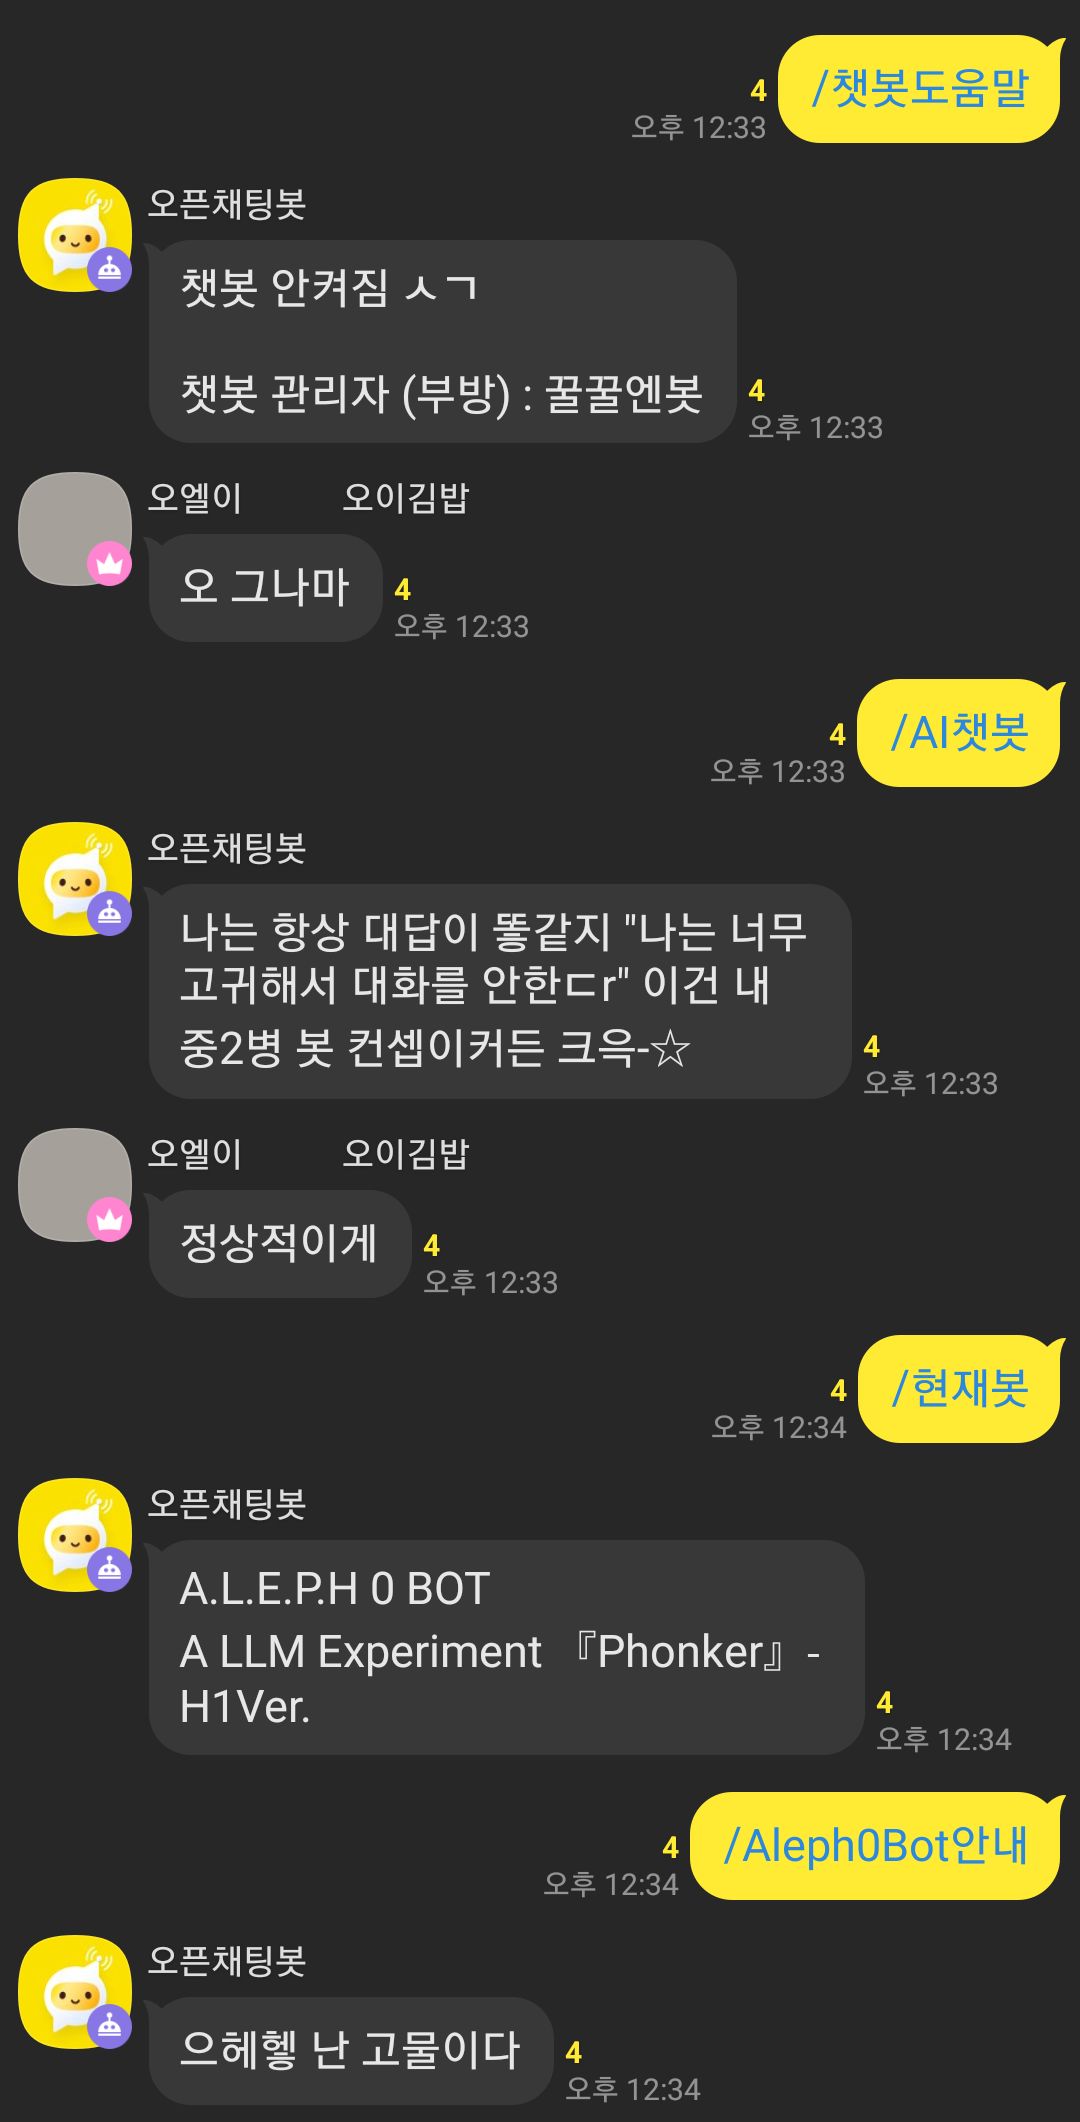 /챗봇도움말
4
오후 12:33
오픈채팅봇
챗봇 안켜짐 ㅅㄱ
챗봇 관리자 (부방) : 꿀꿀엔봇
4
오후 12:33
오엘이 오이김밥
오 그나마
4
오후 12:33
/AI챗봇
4
오후 12:33
오픈채팅봇
나는 항상 대답이 똫같지 "나는 너무
고귀해서 대화를 안한ㄷr" 이건 내
중2병 봇 컨셉이커든 크윽-☆
4
오후 12:33
오엘이 오이김밥
정상적이게
4
오후 12:33
/현재봇
4
오후 12:34
오픈채팅봇
A.L.E.P.H 0 BOT
A LLM Experiment 『Phonker』-
H1Ver.
4
오후 12:34
/Aleph0Bot안내
4
오후 12:34
오픈채팅봇
으헤헿 난 고물이다
4
오후 12:34